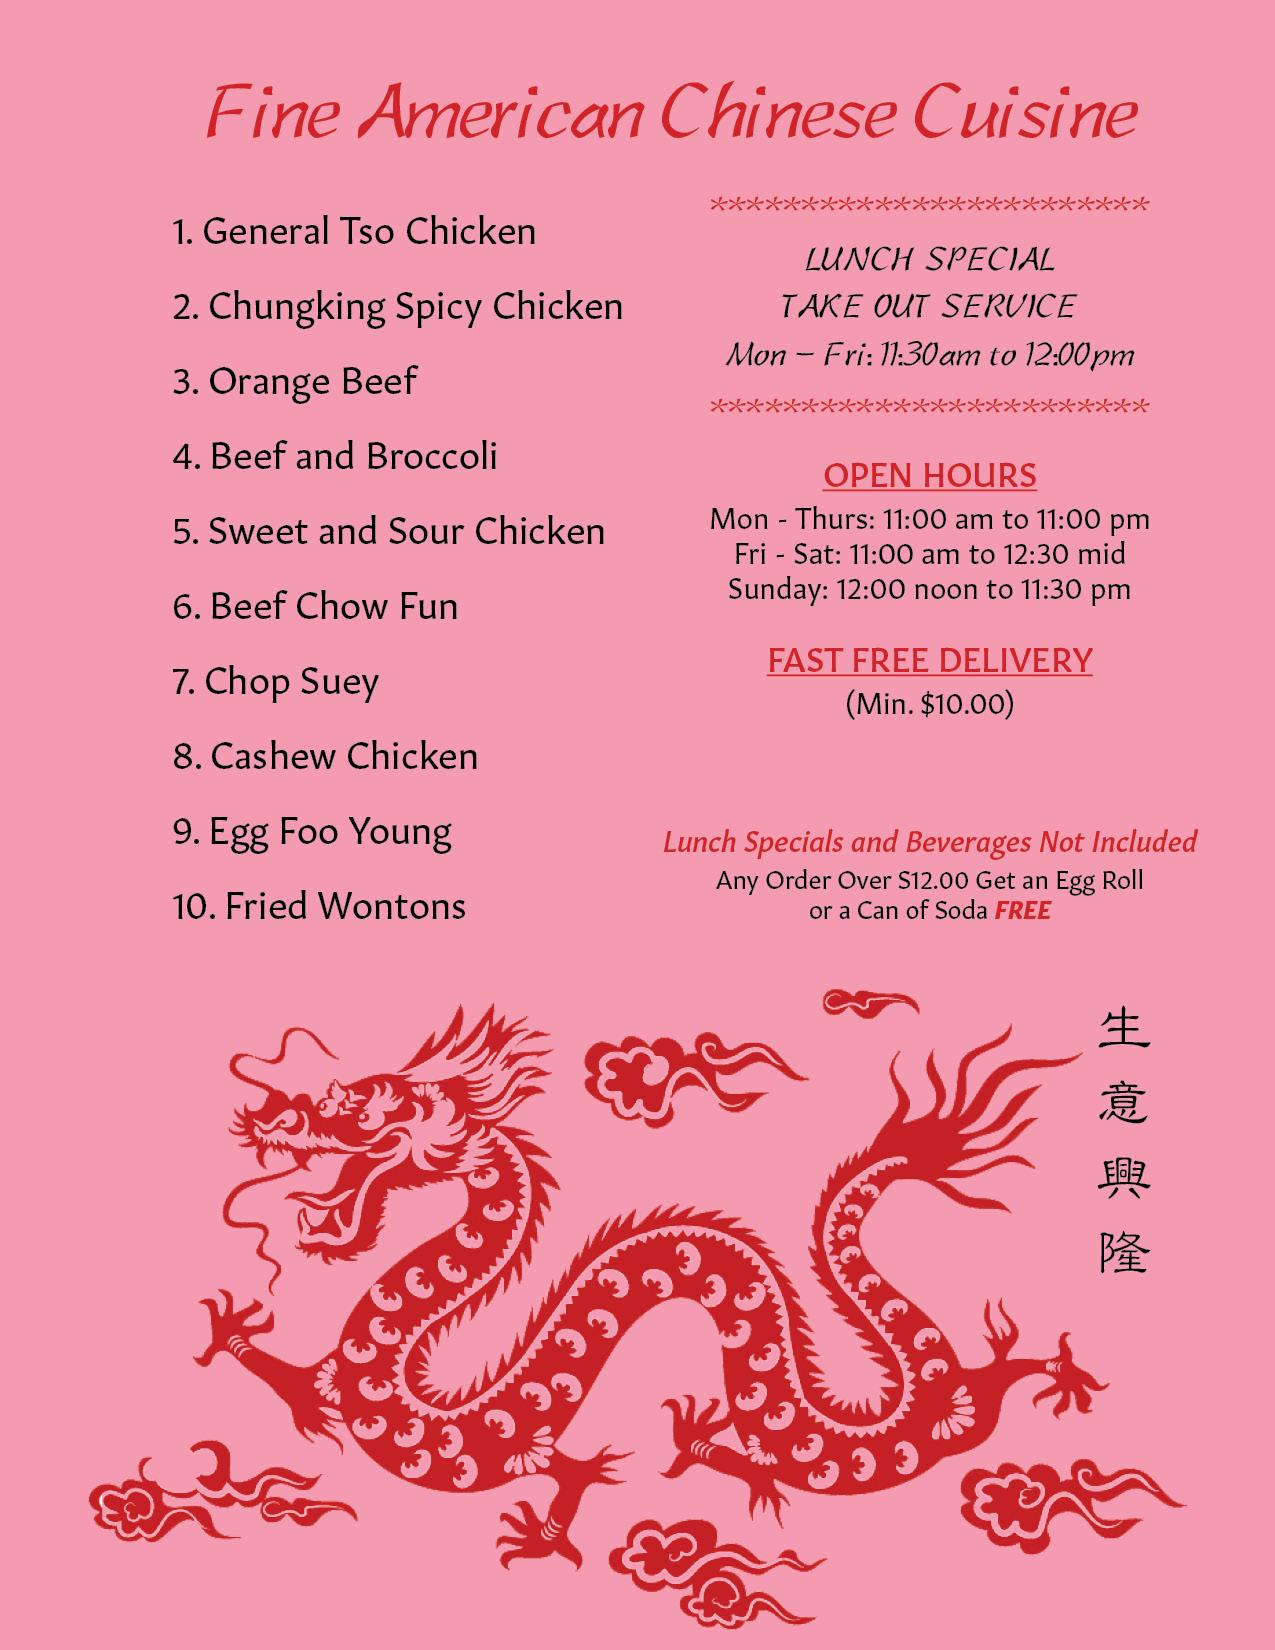 Fine American Chinese Cuisine
1. General Tso Chicken
2. Chungking Spicy Chicken
3. Orange Beef
4. Beef and Broccoli
5. Sweet and Sour Chicken
6. Beef Chow Fun
7. Chop Suey
8. Cashew Chicken
9. Egg Foo Young
10. Fried Wontons
************************
LUNCH SPECIAL
TAKE OUT SERVICE
Mon – Fri: 11:30am to 12:00pm
************************
OPEN HOURS
Mon - Thurs: 11:00 am to 11:00 pm
Fri - Sat: 11:00 am to 12:30 mid
Sunday: 12:00 noon to 11:30 pm
FAST FREE DELIVERY
(Min. $10.00)
Lunch Specials and Beverages Not Included
Any Order Over S12.00 Get an Egg Roll
or a Can of Soda FREE
生
意
興
隆